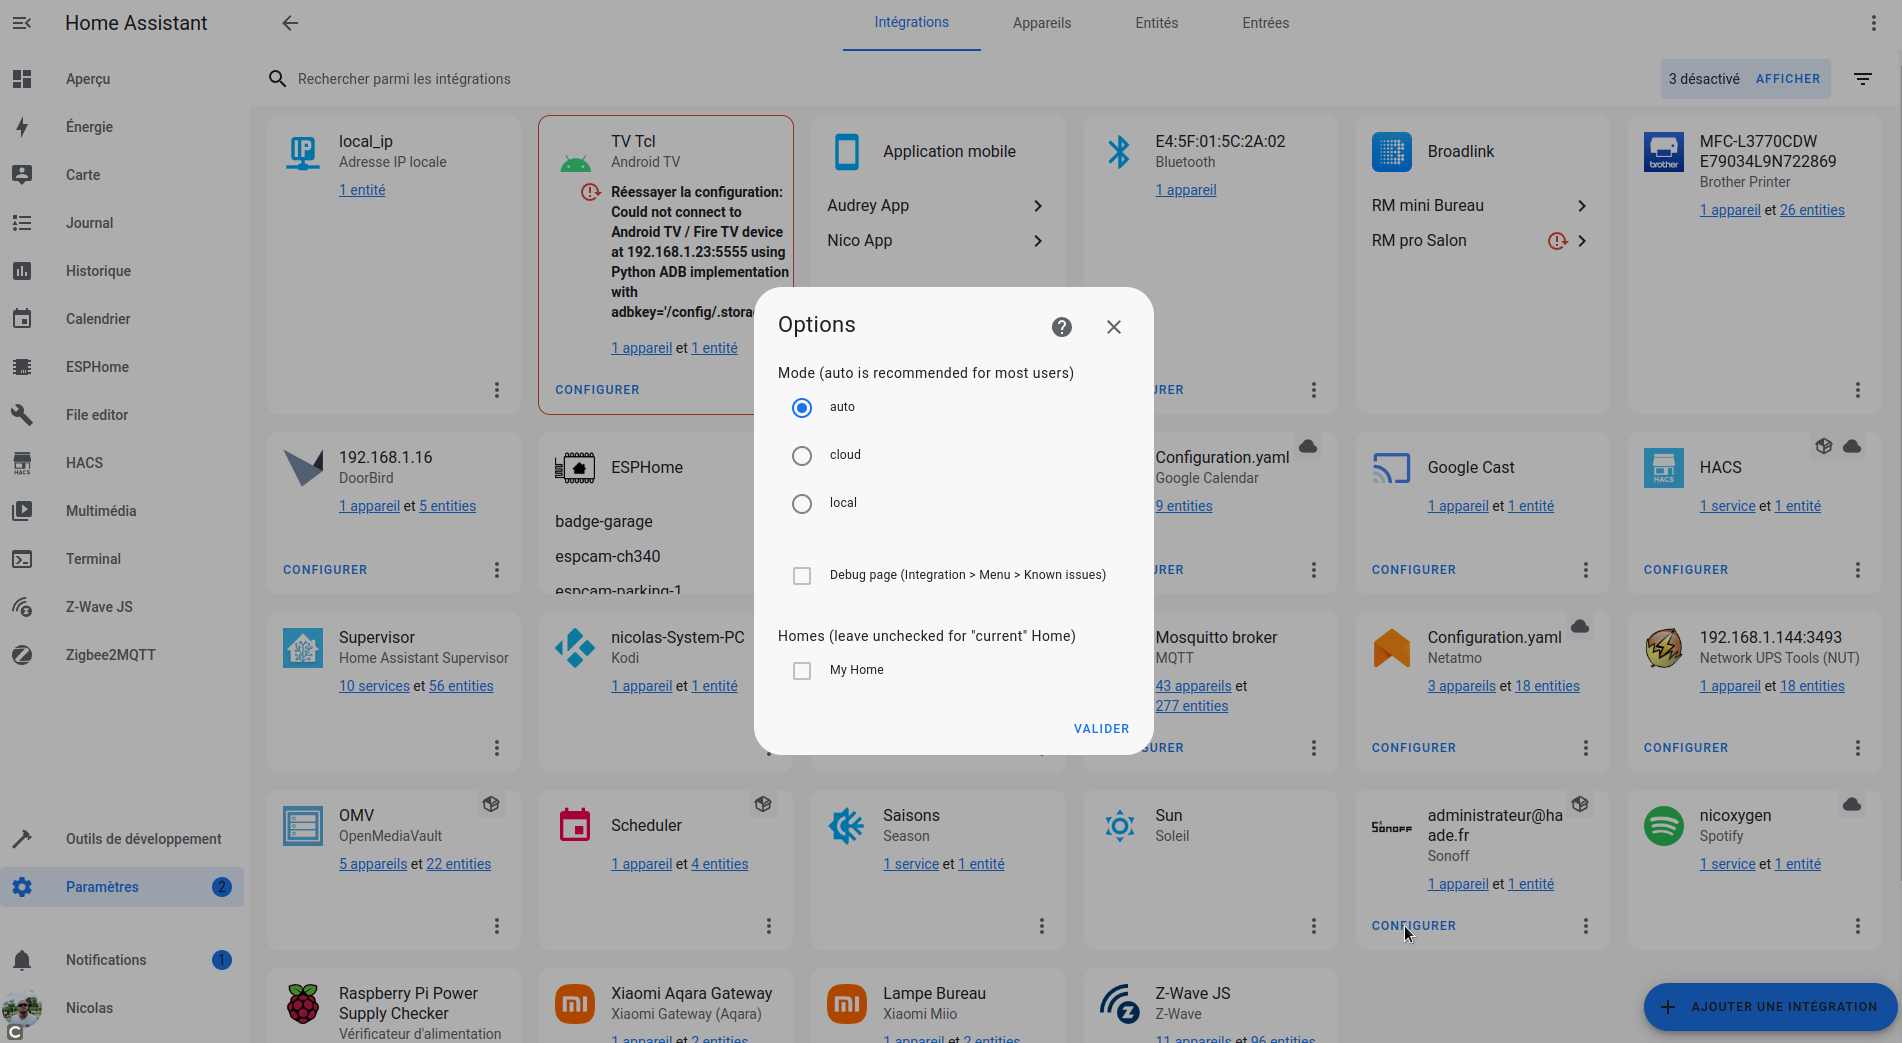 Home Assistant
Intégrations
Appareils
Entités
Entrées
Rechercher parmi les intégrations
3 désactivé
AFFICHER
Aperçu
Énergie
Carte
Journal
Historique
Calendrier
ESPHome
File editor
HACS
HACS
Multimédia
Terminal
Z-Wave JS
Zigbee2MQTT
Outils de développement
Paramètres
2
Notifications
1
Nicolas
IP
local_ip
Adresse IP locale
1 entité
TV Tcl
Android TV
Réessayer la configuration:
Could not connect to
Android TV / Fire TV device
at 192.168.1.23:5555 using
Python ADB implementation
with
adbkey='/config/.stora
1 appareil et 1 entité
CONFIGURER
Application mobile
Audrey App
Nico App
E4:5F:01:5C:2A:02
Bluetooth
1 appareil
URER
Broadlink
RM mini Bureau
RM pro Salon
brother
MFC-L3770CDW
E79034L9N722869
Brother Printer
1 appareil et 26 entities
192.168.1.16
DoorBird
1 appareil et 5 entities
CONFIGURER
ESPHome
badge-garage
espcam-ch340
espcam-parking-1
Configuration.yaml
Google Calendar
9 entities
URER
Google Cast
1 appareil et 1 entité
CONFIGURER
HACS
HACS
1 service et 1 entité
CONFIGURER
Supervisor
Home Assistant Supervisor
10 services et 56 entities
nicolas-System-PC
Kodi
1 appareil et 1 entité
Mosquitto broker
MQTT
43 appareils et
277 entities
GURER
Configuration.yaml
Netatmo
3 appareils et 18 entities
CONFIGURER
192.168.1.144:3493
Network UPS Tools (NUT)
1 appareil et 18 entities
CONFIGURER
Options
Mode (auto is recommended for most users)
auto
cloud
local
Debug page (Integration > Menu > Known issues)
Homes (leave unchecked for "current" Home)
My Home
VALIDER
OMV
OpenMediaVault
5 appareils et 22 entities
Scheduler
1 appareil et 4 entities
Saisons
Season
1 service et 1 entité
Sun
Soleil
SONOFF
administrateur@ha
ade.fr
Sonoff
1 appareil et 1 entité
CONFIGURER
nicoxygen
Spotify
1 service et 1 entité
Raspberry Pi Power
Supply Checker
Vérificateur d'alimentation
Xiaomi Aqara Gateway
Xiaomi Gateway (Aqara)
1 appareil et 2 entities
Lampe Bureau
Xiaomi Miio
1 appareil et 2 entities
Z-Wave JS
Z-Wave
11 appareils et 96 entities
AJOUTER UNE INTÉGRATION